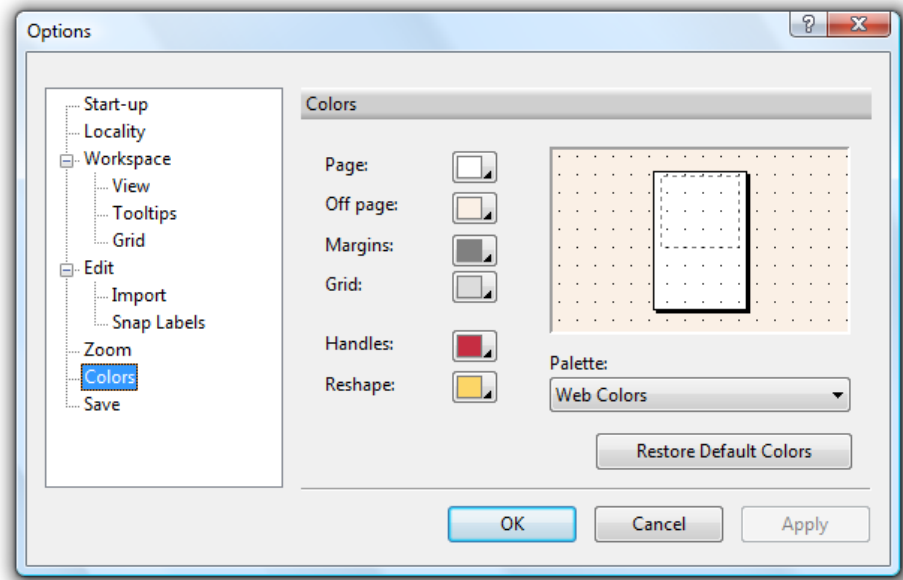 Options
Start-up
Locality
Workspace
View
Tooltips
Grid
Edit
Import
Snap Labels
Zoom
Colors
Save
Colors
Page:
Off page:
Margins:
Grid:
Handles:
Reshape:
Palette:
Web Colors
Restore Default Colors
OK
Cancel
Apply